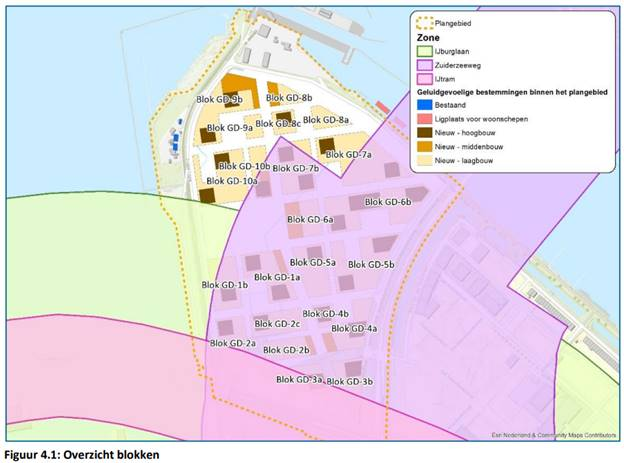 Plangebied
Zone
IJburglaan
Zuiderzeeweg
IJtram
Geluidgevoelige bestemmingen binnen het plangebied
Bestaand
Ligplaats voor woonschepen
Nieuw - hoogbouw
Nieuw - middenbouw
Nieuw - laagbouw
Blok GD-9b
Blok GD-8b
Blok GD-8c
Blok GD-8a
Blok GD-9a
Blok GD-7a
Blok GD-10b
Blok GD-7b
Blok GD-10a
Blok GD-6b
Blok GD-6a
Blok GD-5a
Blok GD-5b
Blok GD-1a
Blok GD-1b
Blok GD-4b
Blok GD-2c
Blok GD-4a
Blok GD-2a
Blok GD-2b
Blok GD-3a
Blok GD-3b
Esri Nederland & Community Maps Contributors
Figuur 4.1: Overzicht blokken